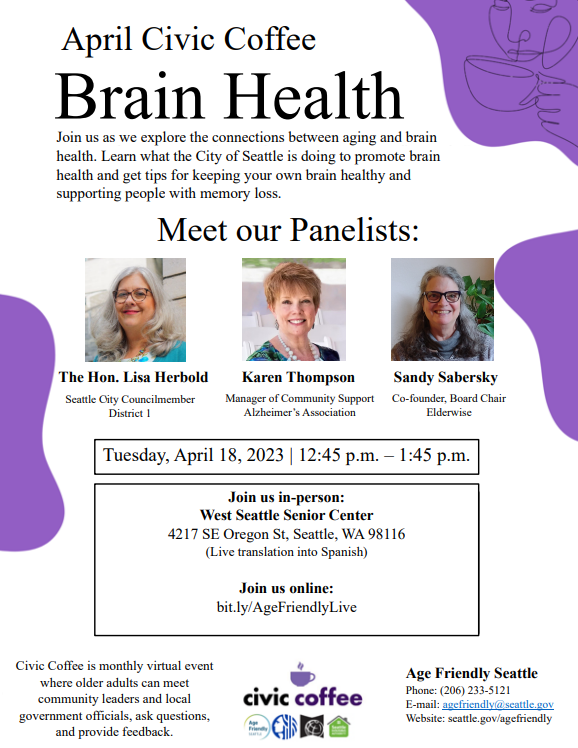 April Civic Coffee
Brain Health
Join us as we explore the connections between aging and brain
health. Learn what the City of Seattle is doing to promote brain
health and get tips for keeping your own brain healthy and
supporting people with memory loss.
Meet our Panelists:
The Hon. Lisa Herbold
Seattle City Councilmember
District 1
Karen Thompson
Manager of Community Support
Alzheimer's Association
Sandy Sabersky
Co-founder, Board Chair
Elderwise
Tuesday, April 18, 2023 | 12:45 p.m. – 1:45 p.m.
Join us in-person:
West Seattle Senior Center
4217 SE Oregon St, Seattle, WA 98116
(Live translation into Spanish)
Join us online:
bit.ly/AgeFriendlyLive
Civic Coffee is monthly virtual event
where older adults can meet
community leaders and local
government officials, ask questions,
and provide feedback.
civic coffee
Age
Friendly
Age Friendly Seattle
Phone: (206) 233-5121
E-mail: agefriendly@seattle.gov
Website: seattle.gov/agefriendly